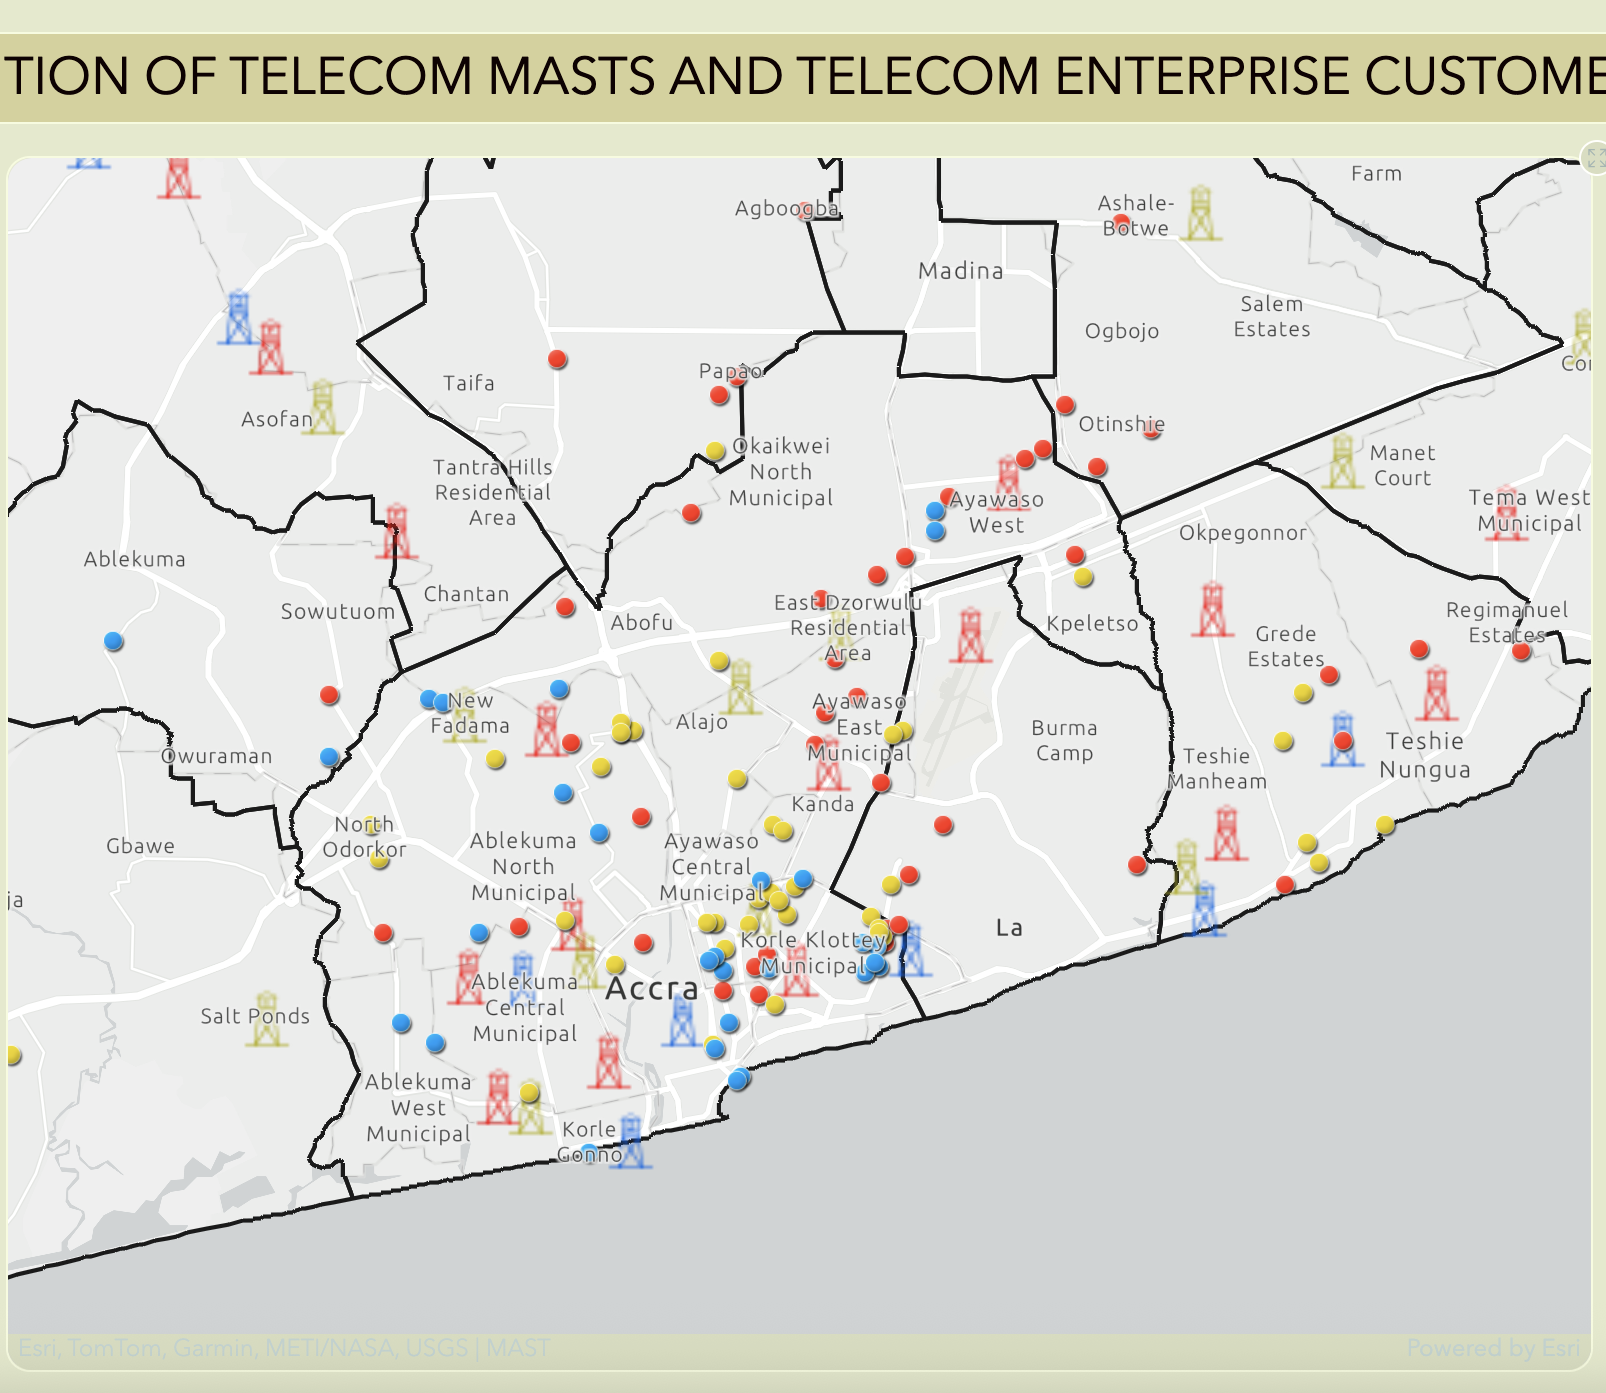 TION OF TELECOM MASTS AND TELECOM ENTERPRISE CUSTOME
Farm
Agboogba
Ashale-
Botwe
Madina
Salem
Estates
Ogbojo
Papao
Taifa
Asofan
Otinshie
Okaikwei
North
Municipal
Manet
Court
Tantra Hills
Residential
Area
Ayawaso
West
Tema West
Municipal
Okpegonnor
Ablekuma
Chantan
Sowutuom
East Dzorwulu
Residential
Area
Abofu
Kpeletso
Regimanuel
Estates
Grede
Estates
New
Fadama
Alajo
Ayawaso
East
Municipal
Burma
Camp
Owuraman
Teshie
Manheam
Teshie
Nungua
Kanda
North
Odorkor
Gbawe
Ablekuma
North
Municipal
Ayawaso
Central
Municipal
ja
La
Korle Klottey
Municipal
Accra
Ablekuma
Central
Municipal
Salt Ponds
Ablekuma
West
Municipal
Korle
Gonno
Esri, TomTom, Garmin, METI/NASA, USGS | MAST
Powered by Esri